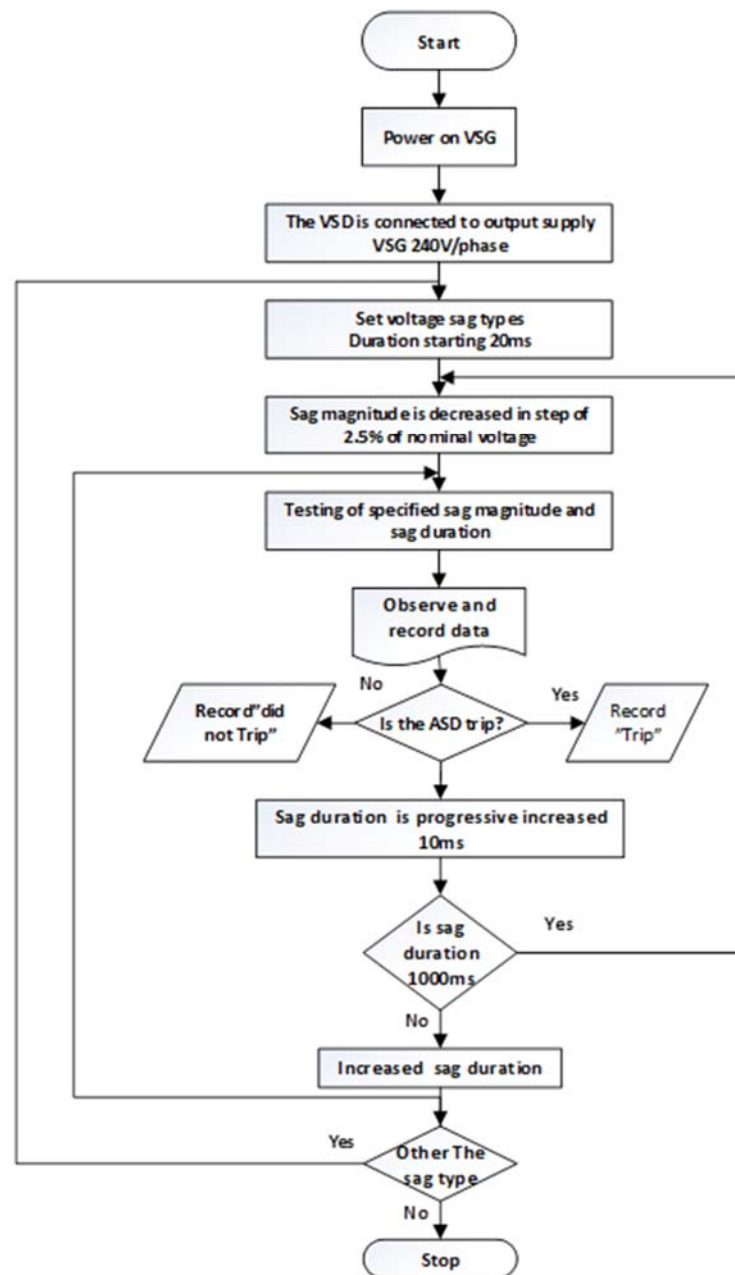 Start
Power on VSG
The VSD is connected to output supply
VSG 240V/phase
Set voltage sag types
Duration starting 20ms
Sag magnitude is decreased in step of
2.5% of nominal voltage
Testing of specified sag magnitude and
sag duration
Observe and
record data
No
Yes
Record"did
not Trip"
Is the ASD trip?
Record
"Trip"
Sag duration is progressive increased
10ms
Is sag
duration
1000ms
Yes
No
Increased sag duration
Yes
Other The
sag type
No
Stop